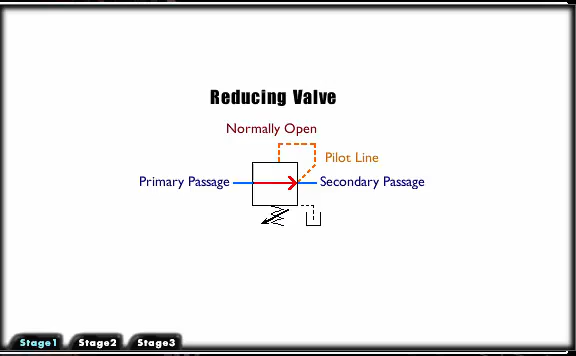 Reducing Valve
Normally Open
Pilot Line
Primary Passage
Secondary Passage
Stage1 Stage2 Stage3